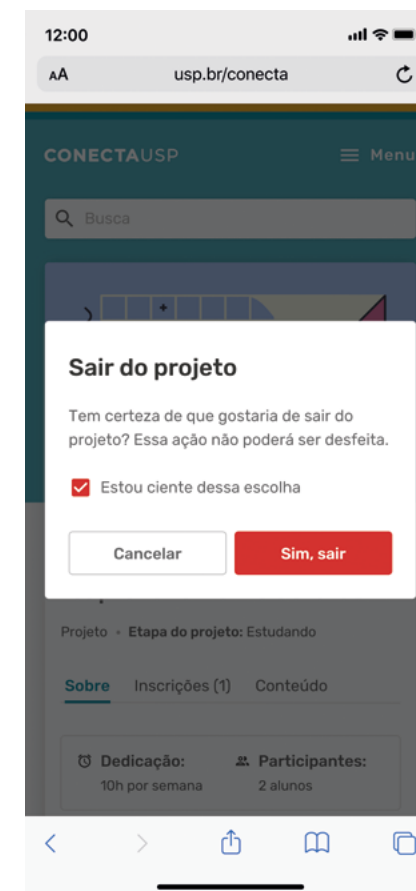 12:00
AA usp.br/conecta
CONECTAUSP Menu
Busca
Sair do projeto
Tem certeza de que gostaria de sair do
projeto? Essa ação não poderá ser desfeita.
Estou ciente dessa escolha
Cancelar Sim, sair
Projeto • Etapa do projeto: Estudando
Sobre Inscrições (1) Conteúdo
Dedicação: Participantes:
10h por semana 2 alunos